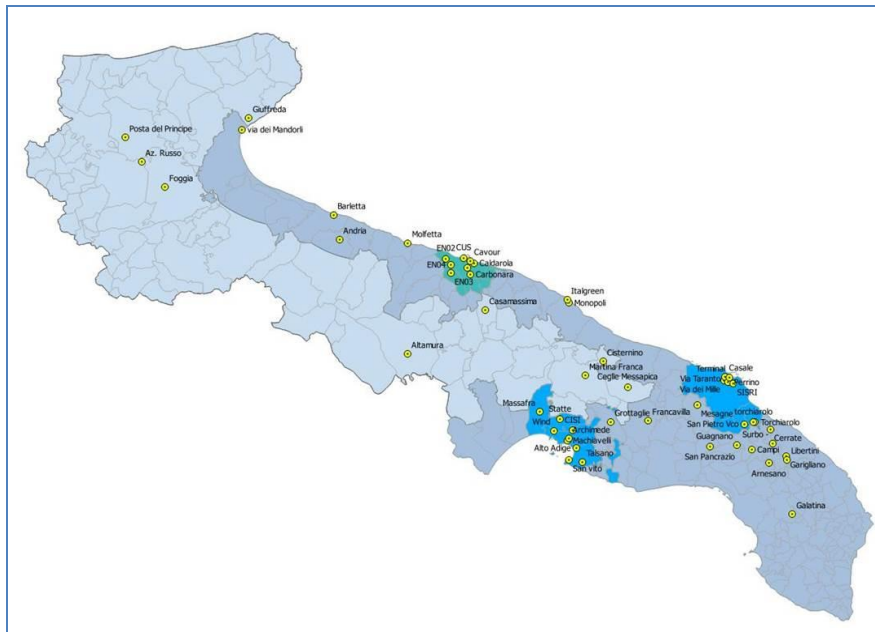 Giuffreda
Posta del Principe
via dei Mandorli
Az. Russo
Foggia
Barletta
Andria
Molfetta
EN02 CUS
Cavour
EN04
Caldarola
Carbonara
EN03
Italgreen
Casamassima
Monopoli
Altamura
Cisternino
Martina Franca
Terminal Casale
Ceglie Messapica
Via Taranto
Perrino
Via dei Mille
SISRI
Massafra
Statte
Mesagne
torchiarolo
Grottaglie
Francavilla
Wind
CISI
San Pietro Vco
Torchiarolo
Archimede
Guagnano
Surbo
Machiavelli
Cerrate
Alto Adige
Campi
Libertini
Talsano
San Pancrazio
Garigliano
San vito
Arnesano
Galatina